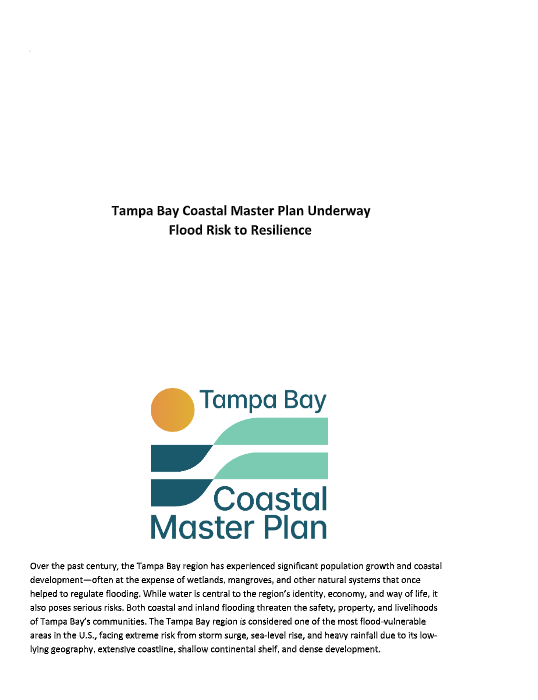 Tampa Bay Coastal Master Plan Underway
Flood Risk to Resilience
Tampa Bay
Coastal
Master Plan
Over the past century, the Tampa Bay region has experienced significant population growth and coastal
development—often at the expense of wetlands, mangroves, and other natural systems that once
helped to regulate flooding. While water is central to the region's identity, economy, and way of life, it
also poses serious risks. Both coastal and inland flooding threaten the safety, property, and livelihoods
of Tampa Bay's communities. The Tampa Bay region is considered one of the most flood-vulnerable
areas in the U.S., facing extreme risk from storm surge, sea-level rise, and heavy rainfall due to its low-
lying geography, extensive coastline, shallow continental shelf, and dense development.